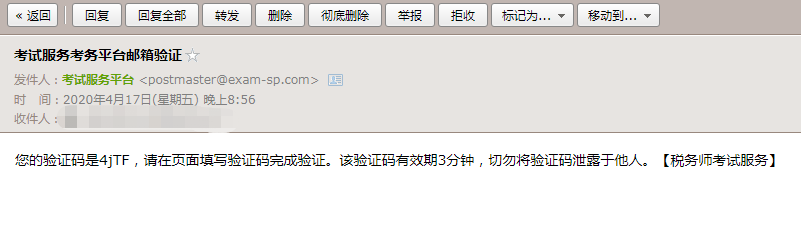 « 返回 回复 回复全部 转发 删除 彻底删除 举报 拒收 标记为... 移动到...
考试服务考务平台邮箱验证
发件人：考试服务平台 <postmaster@exam-sp.com>
时　间：2020年4月17日(星期五) 晚上8:56
收件人：
您的验证码是4jTF，请在页面填写验证码完成验证。该验证码有效期3分钟，切勿将验证码泄露于他人。【税务师考试服务】